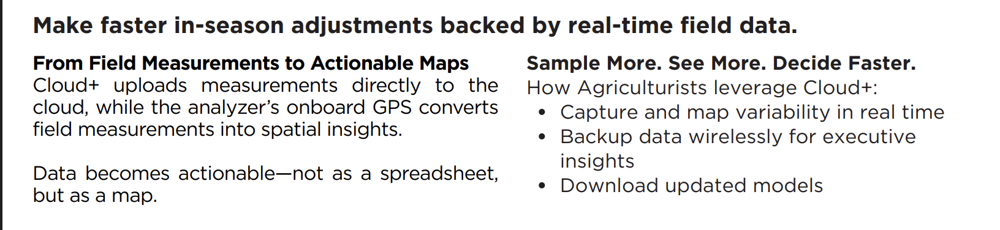 Make faster in-season adjustments backed by real-time field data.
From Field Measurements to Actionable Maps
Cloud+ uploads measurements directly to the
cloud, while the analyzer’s onboard GPS converts
field measurements into spatial insights.
Data becomes actionable—not as a spreadsheet,
but as a map.
Sample More. See More. Decide Faster.
How Agriculturists leverage Cloud+:
• Capture and map variability in real time
• Backup data wirelessly for executive
insights
• Download updated models